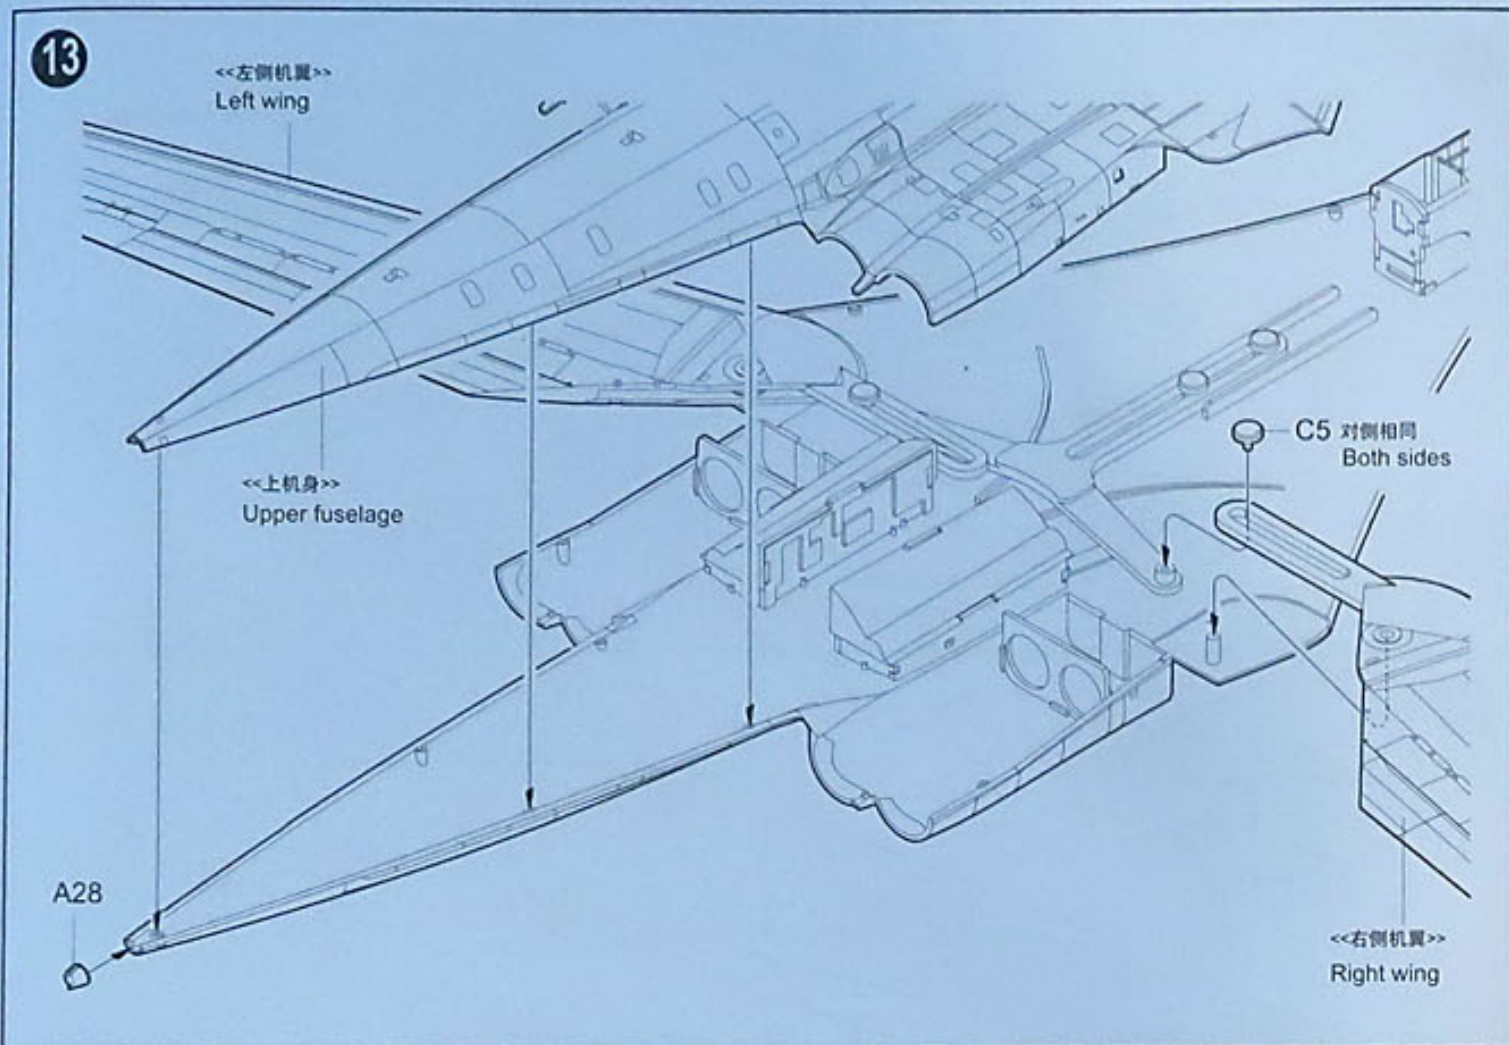 13
<<左侧机翼>>
Left wing
C5 对侧相同
Both sides
<<上机身>>
Upper fuselage
A28
<<右侧机翼>>
Right wing